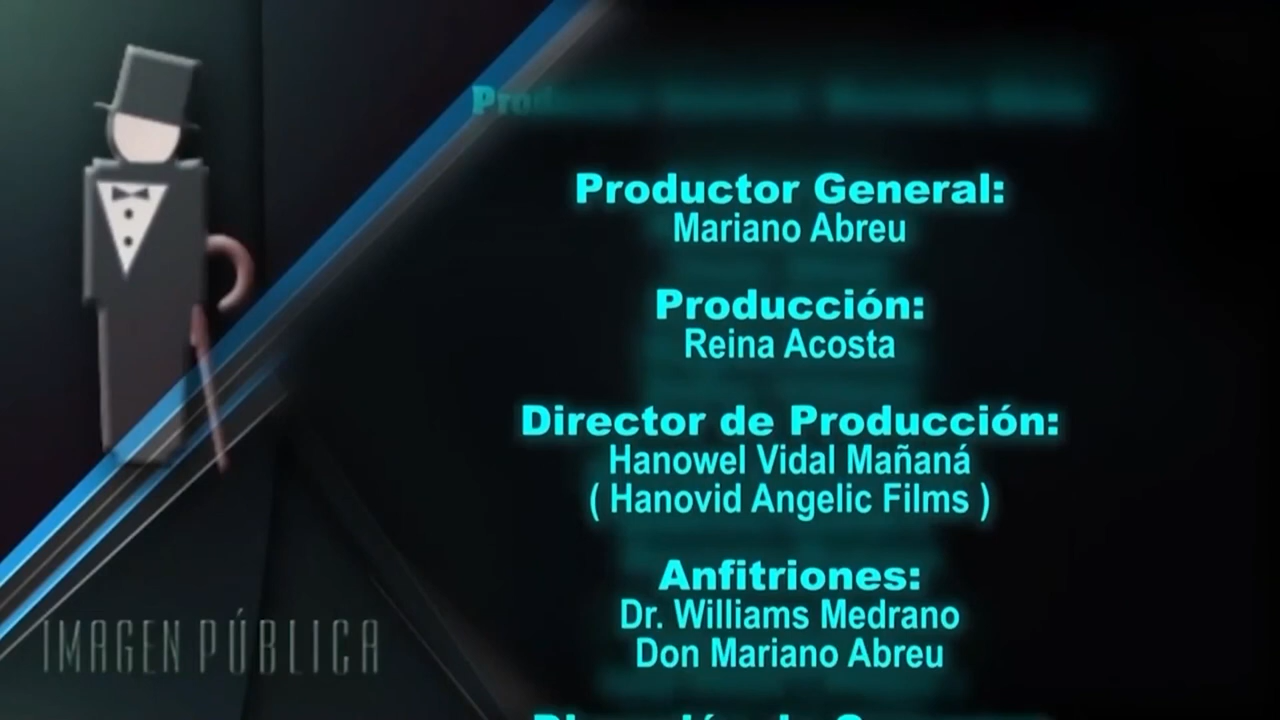 Productor General:
Mariano Abreu
Producción:
Reina Acosta
Director de Producción:
Hanowel Vidal Mañaná
( Hanovid Angelic Films )
Anfitriones:
Dr. Williams Medrano
Don Mariano Abreu
IMAGEN PÚBLICA